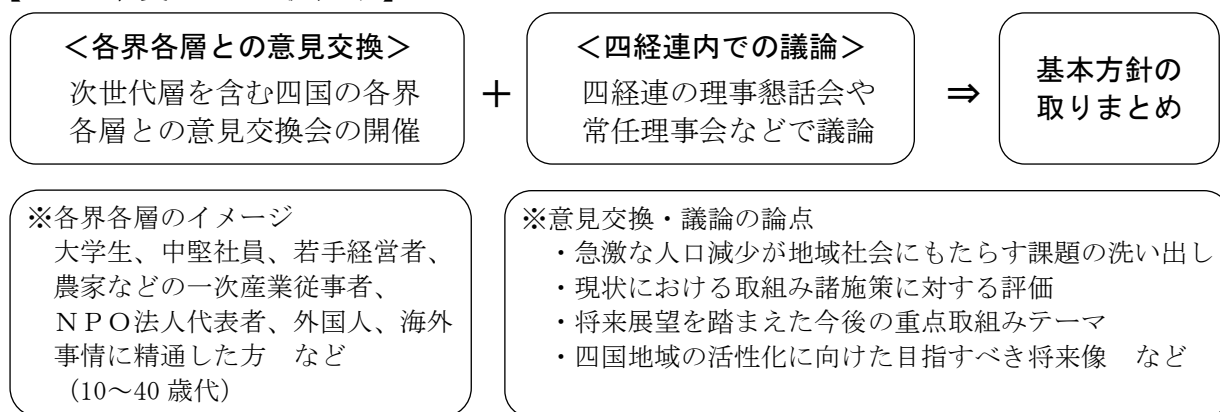 <各界各層との意見交換>
次世代層を含む四国の各界
各層との意見交換会の開催
+
<四経連内での議論>
四経連の理事懇話会や
常任理事会などで議論
⇒
基本方針の
取りまとめ
※各界各層のイメージ
大学生、中堅社員、若手経営者、
農家などの一次産業従事者、
NPO法人代表者、外国人、海外
事情に精通した方 など
(10~40歳代)
※意見交換・議論の論点
・急激な人口減少が地域社会にもたらす課題の洗い出し
・現状における取組み諸施策に対する評価
・将来展望を踏まえた今後の重点取組みテーマ
・四国地域の活性化に向けた目指すべき将来像 など